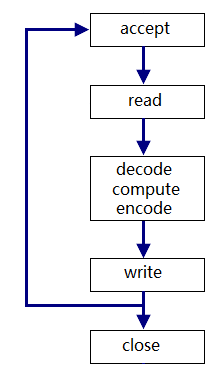 accept
read
decode
compute
encode
write
close